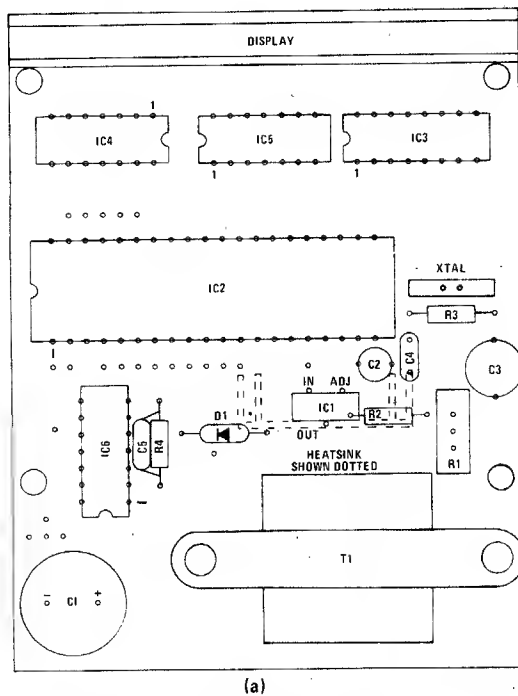 DISPLAY
1
IC4
IC5
IC3
1
1
IC2
XTAL
R3
1
C2
C4
C3
IN ADJ
IC1
R2
D1
OUT
IC6
C5
R4
R1
HEATSINK
SHOWN DOTTED
T1
- C1 +
(a)